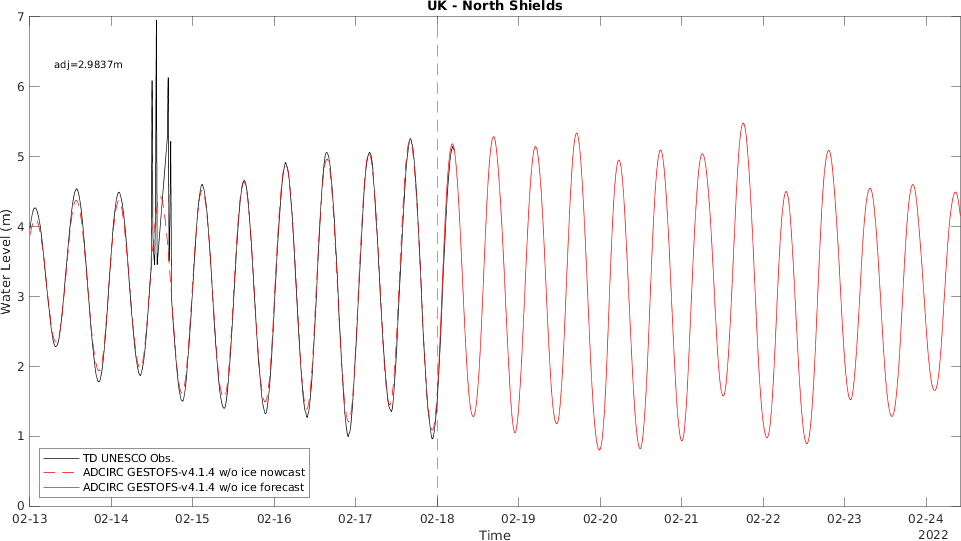 UK - North Shields
adj=2.9837m
Water Level (m)
7
6
5
4
3
2
1
0
TD UNESCO Obs.
ADCIRC GESTOFS-v4.1.4 w/o ice nowcast
ADCIRC GESTOFS-v4.1.4 w/o ice forecast
02-13 02-14 02-15 02-16 02-17 02-18 02-19 02-20 02-21 02-22 02-23 02-24
Time
2022